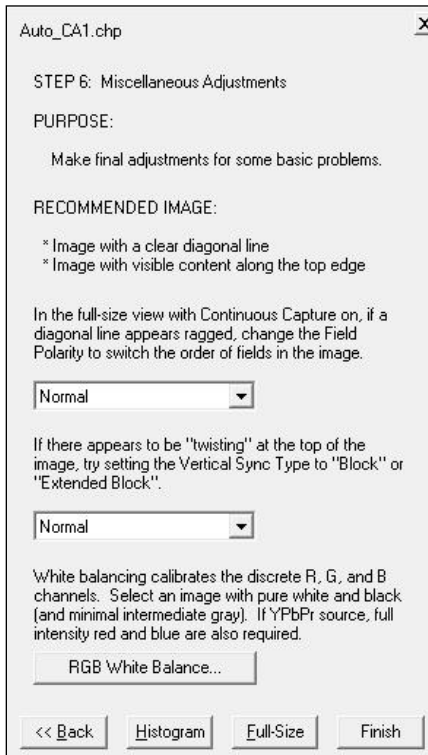 Auto_CA1.chp
X
STEP 6: Miscellaneous Adjustments
PURPOSE:
Make final adjustments for some basic problems.
RECOMMENDED IMAGE:
* Image with a clear diagonal line
* Image with visible content along the top edge
In the full-size view with Continuous Capture on, if a
diagonal line appears ragged, change the Field
Polarity to switch the order of fields in the image.
Normal
If there appears to be "twisting" at the top of the
image, try setting the Vertical Sync Type to "Block" or
"Extended Block".
Normal
White balancing calibrates the discrete R, G, and B
channels. Select an image with pure white and black
(and minimal intermediate gray). If YPbPr source, full
intensity red and blue are also required.
RGB White Balance...
<< Back Histogram Full-Size Finish